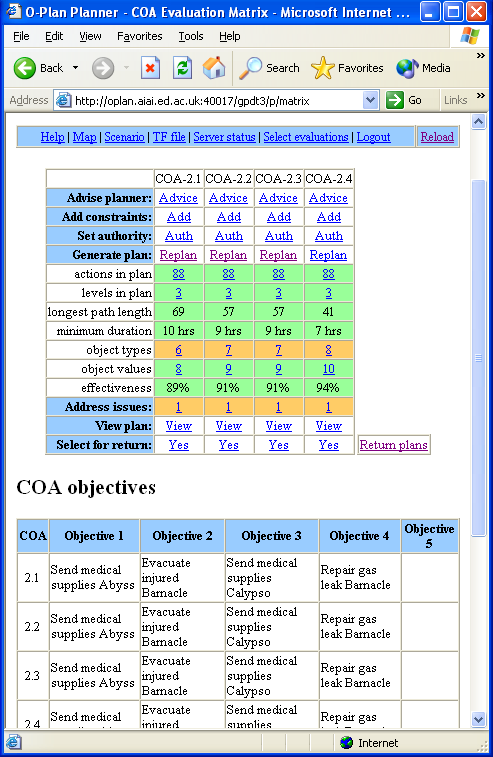 O-Plan Planner - COA Evaluation Matrix - Microsoft Internet ...
File Edit View Favorites Tools Help
Back Search Favorites Media
Address http://oplan.aiai.ed.ac.uk:40017/gpdt3/p/matrix Go Links
Help | Map | Scenario | TF file | Server status | Select evaluations | Logout Reload
COA-2.1 COA-2.2 COA-2.3 COA-2.4
Advise planner: Advice Advice Advice Advice
Add constraints: Add Add Add Add
Set authority: Auth Auth Auth Auth
Generate plan: Replan Replan Replan Replan
actions in plan 88 88 88 88
levels in plan 3 3 3 3
longest path length 69 57 57 41
minimum duration 10 hrs 9 hrs 9 hrs 7 hrs
object types 6 7 7 8
object values 8 9 9 10
effectiveness 89% 91% 91% 94%
Address issues: 1 1 1 1
View plan: View View View View
Select for return: Yes Yes Yes Yes Return plans
COA objectives
COA Objective 1 Objective 2 Objective 3 Objective 4 Objective 5
2.1 Send medical supplies Abyss Evacuate injured Barnacle Send medical supplies Calypso Repair gas leak Barnacle
2.2 Send medical supplies Abyss Evacuate injured Barnacle Send medical supplies Calypso Repair gas leak Barnacle
2.3 Send medical supplies Abyss Evacuate injured Barnacle Send medical supplies Calypso Repair gas leak Barnacle
2.4 Send medical supplies Abyss Evacuate injured Send medical supplies Repair gas leak Barnacle
Internet